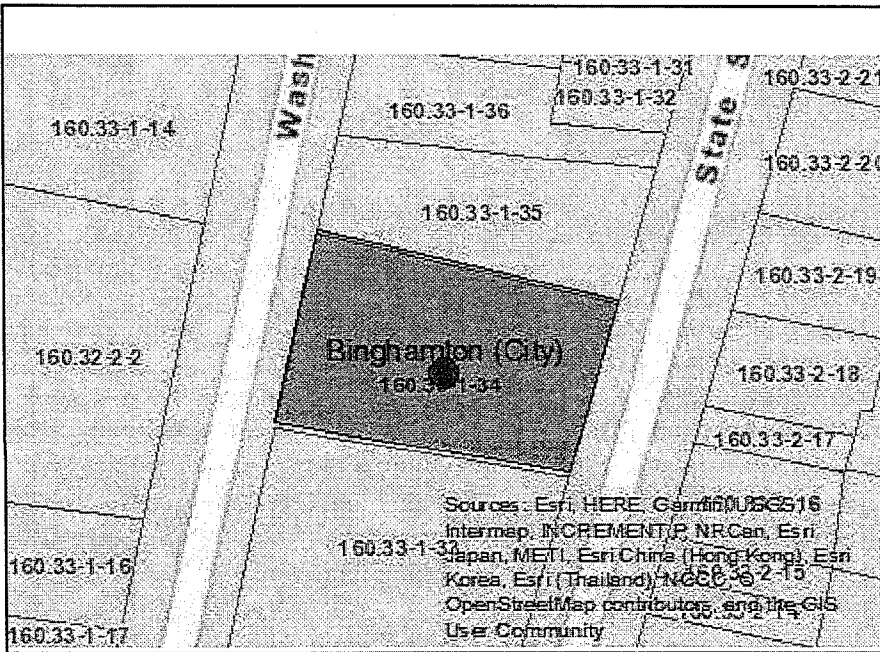 160.33-1-31
160.33-1-32
160.33-2-21
160.33-1-36
160.33-1-14
Wash
State S
160.33-2-20
160.33-1-35
160.33-2-19
Binghamton (City)
160.32-2-2
160.33-2-18
160.33-2-17
160.33-1-16
160.33-1-17
Sources: Esri, HERE, Garmin, USGS,
Intermap, INCREMENT P, NRCan, Esri
Japan, METI, Esri China (Hong Kong), Esri
Korea, Esri (Thailand), NGCC, ©
OpenStreetMap contributors, and the GIS
User Community